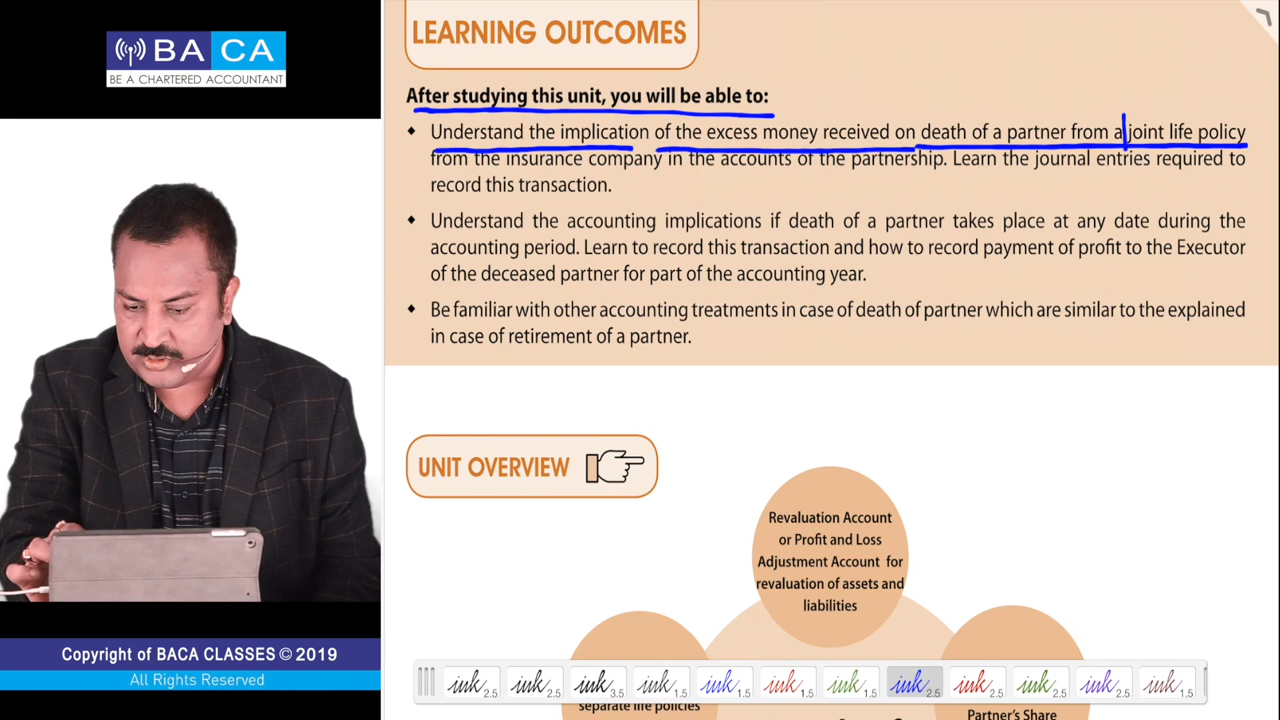 BA CA
BE A CHARTERED ACCOUNTANT
LEARNING OUTCOMES
After studying this unit, you will be able to:
Understand the implication of the excess money received on death of a partner from a joint life policy
from the insurance company in the accounts of the partnership. Learn the journal entries required to
record this transaction.
Understand the accounting implications if death of a partner takes place at any date during the
accounting period. Learn to record this transaction and how to record payment of profit to the Executor
of the deceased partner for part of the accounting year.
Be familiar with other accounting treatments in case of death of partner which are similar to the explained
in case of retirement of a partner.
UNIT OVERVIEW
Revaluation Account
or Profit and Loss
Adjustment Account for
revaluation of assets and
liabilities
ink 2.5 ink 2.5 ink 3.5 ink 1.5 ink 1.5 ink 1.5 ink 1.5 ink 2.5 ink 2.5 ink 2.5 ink 2.5 ink 1.5
separate life policies
Partner's Share
Copyright of BACA CLASSES © 2019
All Rights Reserved